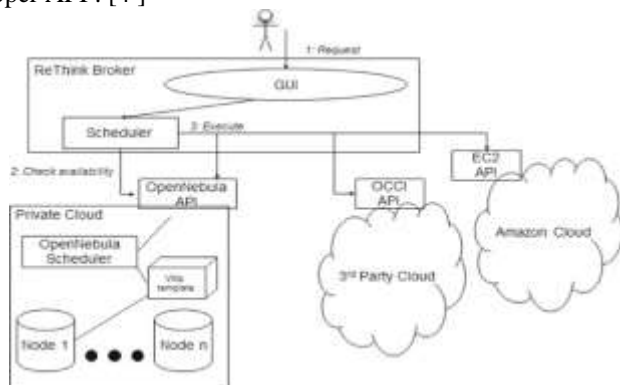 1: Request
ReThink Broker
GUI
Scheduler
3: Execute
2: Check availability
EC2
API
OpenNebula
API
OCCI
API
Private Cloud
OpenNebula
Scheduler
Amazon Cloud
3rd Party Cloud
template
Node 1
Node n